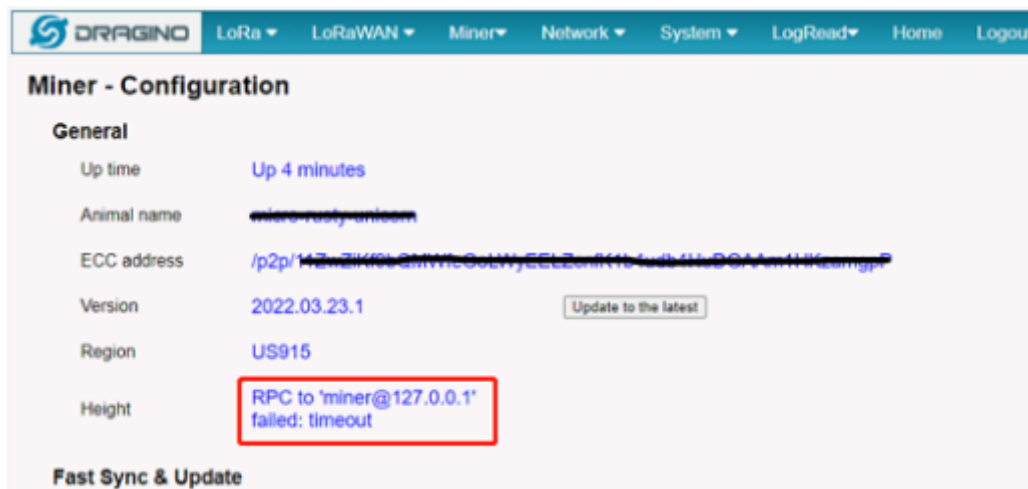 DRAGINO LoRa LoRaWAN Miner Network System LogRead Home Logou
Miner - Configuration
General
Up time Up 4 minutes
Animal name
ECC address /p2p/
Version 2022.03.23.1 Update to the latest
Region US915
Height RPC to 'miner@127.0.0.1'
failed: timeout
Fast Sync & Update